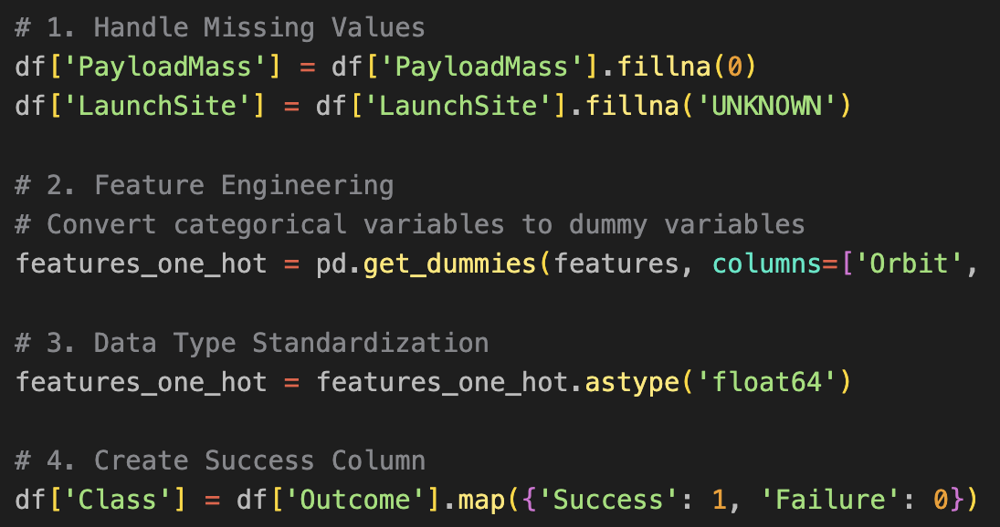 # 1. Handle Missing Values
df['PayloadMass'] = df['PayloadMass'].fillna(0)
df['LaunchSite'] = df['LaunchSite'].fillna('UNKNOWN')
# 2. Feature Engineering
# Convert categorical variables to dummy variables
features_one_hot = pd.get_dummies(features, columns=['Orbit',
# 3. Data Type Standardization
features_one_hot = features_one_hot.astype('float64')
# 4. Create Success Column
df['Class'] = df['Outcome'].map({'Success': 1, 'Failure': 0})